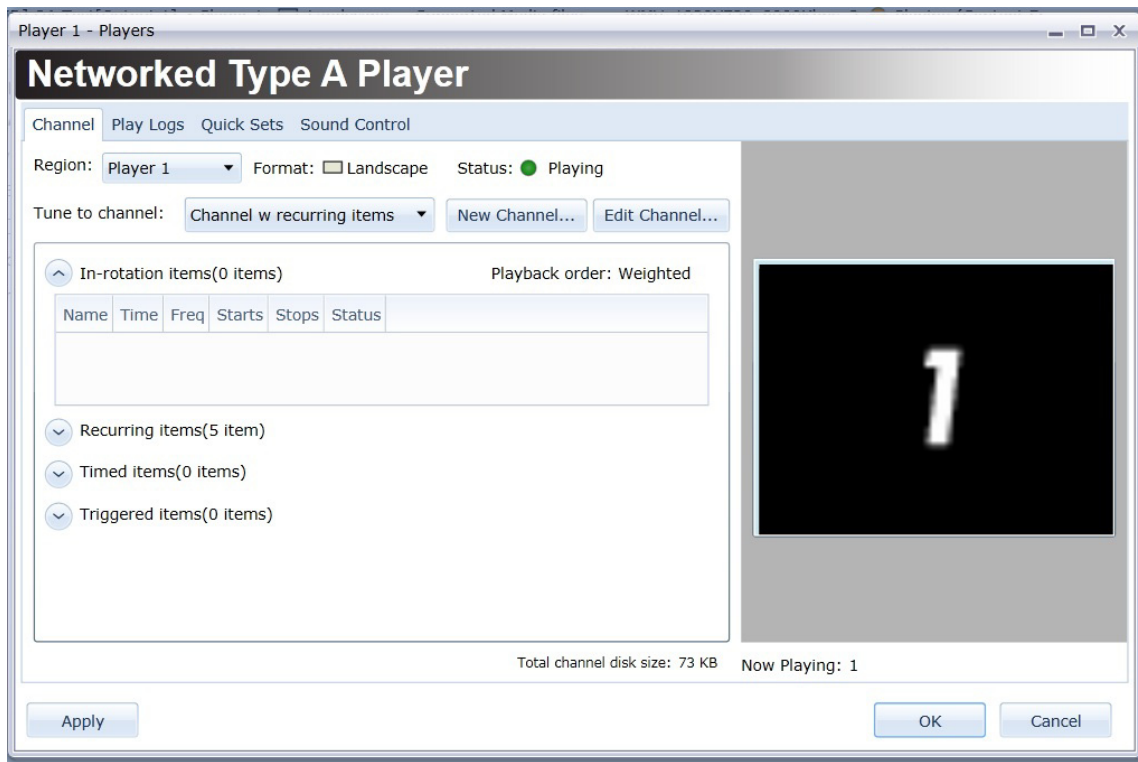 Player 1 - Players
Networked Type A Player
Channel Play Logs Quick Sets Sound Control
Region: Player 1 Format: Landscape Status: Playing
Tune to channel: Channel w recurring items New Channel... Edit Channel...
In-rotation items(0 items) Playback order: Weighted
Name Time Freq Starts Stops Status
Recurring items(5 item)
Timed items(0 items)
Triggered items(0 items)
1
Total channel disk size: 73 KB
Now Playing: 1
Apply OK Cancel